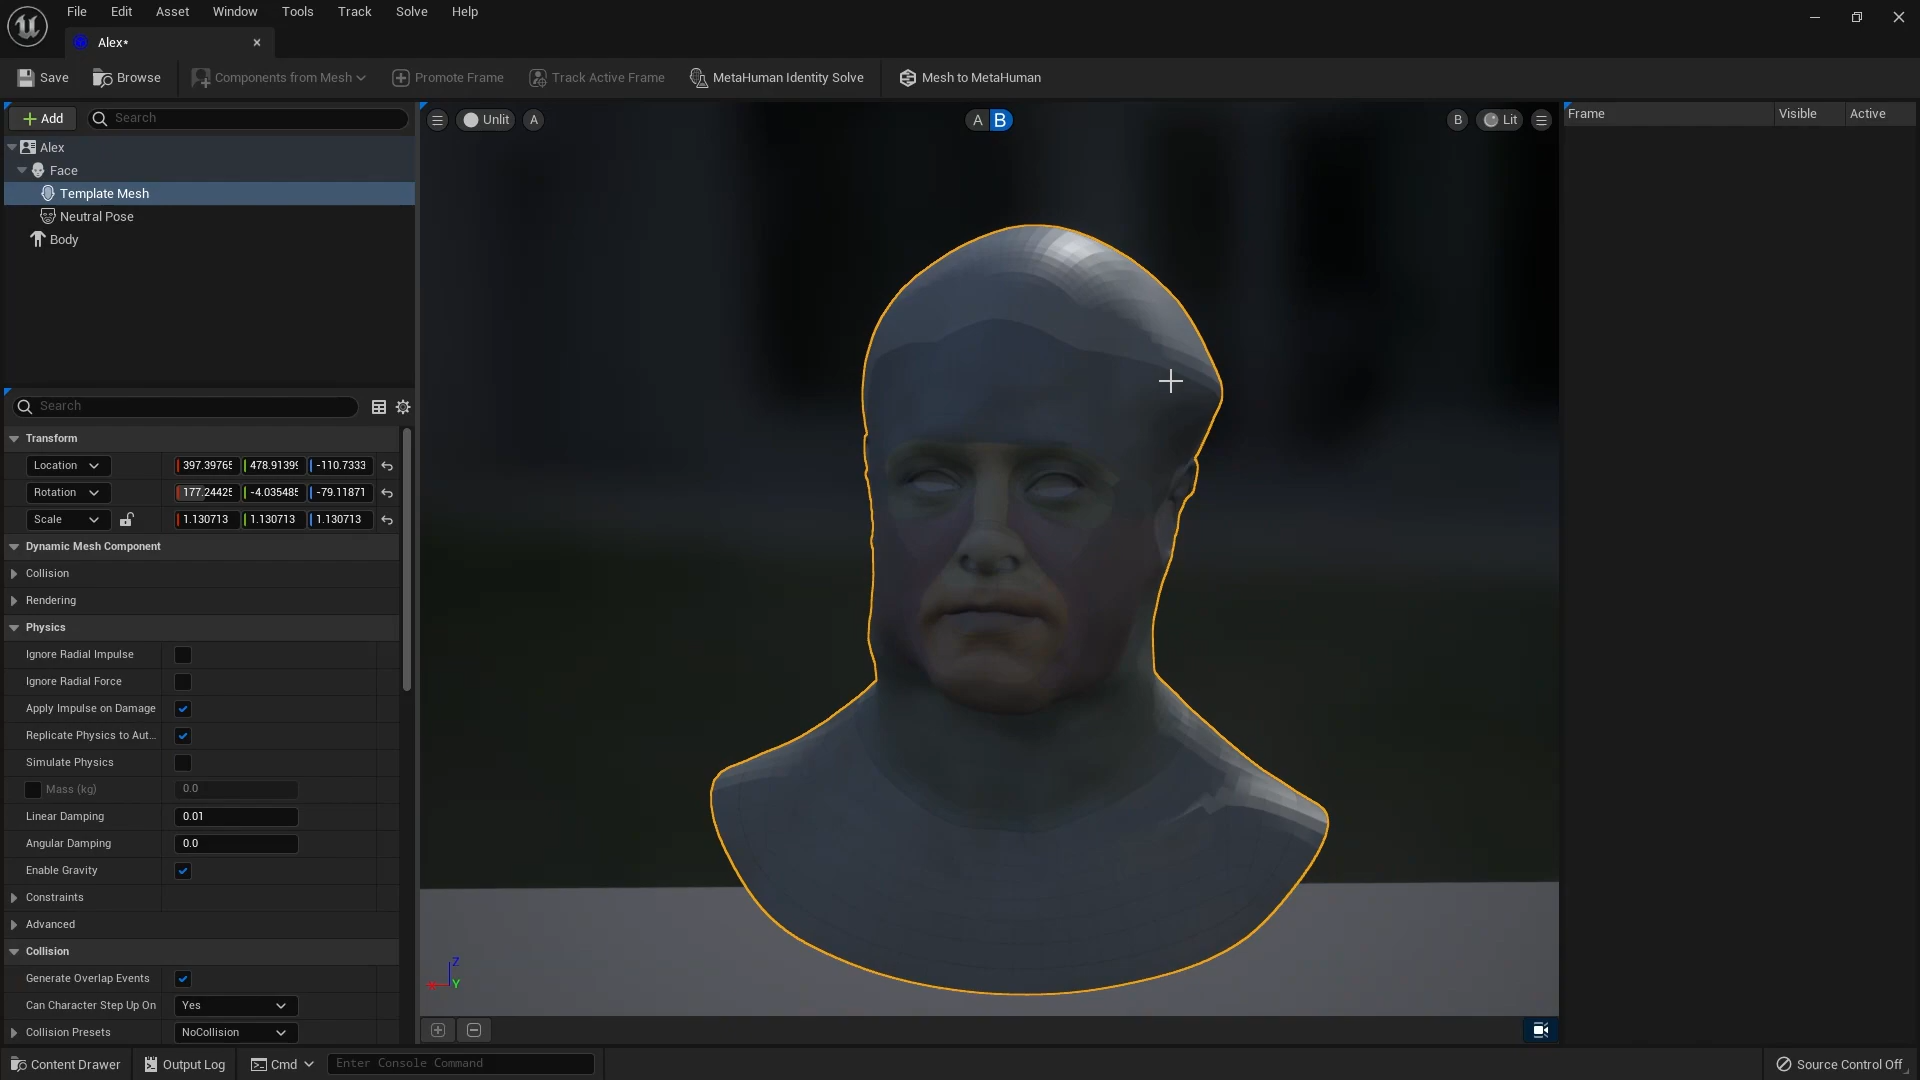 File Edit Asset Window Tools Track Solve Help
Alex*
Save Browse Components from Mesh Promote Frame Track Active Frame MetaHuman Identity Solve Mesh to MetaHuman
Add Search
Unlit A
A B
B Lit
Frame Visible Active
Alex
Face
Template Mesh
Neutral Pose
Body
Search
Transform
Location 397.39765 478.91399 -110.7333
Rotation 177.24425 -4.035485 -79.11871
Scale 1.130713 1.130713 1.130713
Dynamic Mesh Component
Collision
Rendering
Physics
Ignore Radial Impulse
Ignore Radial Force
Apply Impulse on Damage
Replicate Physics to Aut...
Simulate Physics
Mass (kg) 0.0
Linear Damping 0.01
Angular Damping 0.0
Enable Gravity
Constraints
Advanced
Collision
Generate Overlap Events
Can Character Step Up On Yes
Collision Presets NoCollision
Z
Y
Content Drawer Output Log Cmd Enter Console Command Source Control Off